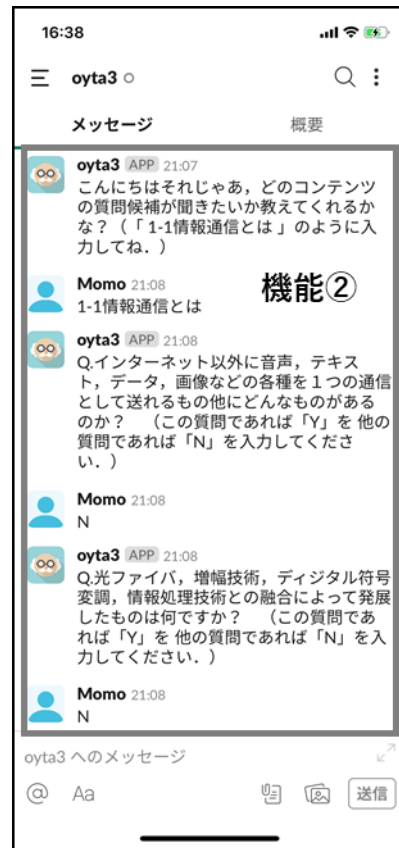 16:38
oyta3
メッセージ 概要
oyta3 APP 21:07
こんにちはそれじゃあ，どのコンテンツ
の質問候補が聞きたいか教えてくれるか
な？（「 1-1情報通信とは 」のように入
力してね．）
機能②
Momo 21:08
1-1情報通信とは
oyta3 APP 21:08
Q.インターネット以外に音声，テキス
ト，データ，画像などの各種を１つの通信
として送れるもの他にどんなものがある
のか？ （この質問であれば「Y」を 他の
質問であれば「N」を入力してくださ
い．）
Momo 21:08
N
oyta3 APP 21:08
Q.光ファイバ，増幅技術，ディジタル符号
変調，情報処理技術との融合によって発展
したものは何ですか？ （この質問であ
れば「Y」を 他の質問であれば「N」を入
力してください．）
Momo 21:08
N
oyta3 へのメッセージ
@ Aa 送信